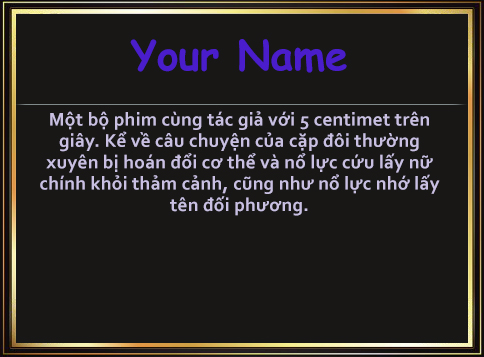 Your Name
Một bộ phim cùng tác giả với 5 centimet trên
giây. Kể về câu chuyện của cặp đôi thường
xuyên bị hoán đổi cơ thể và nổ lực cứu lấy nữ
chính khỏi thảm cảnh, cũng như nổ lực nhớ lấy
tên đối phương.